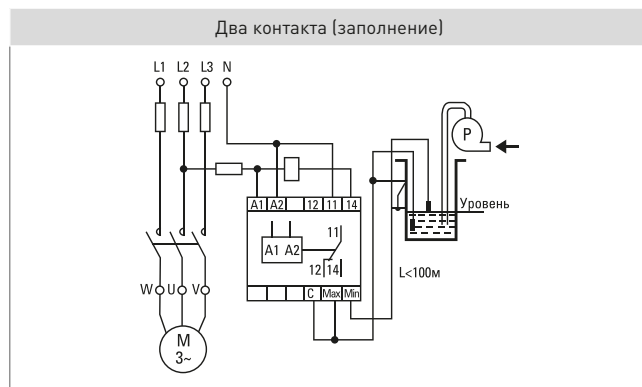 Два контакта (заполнение)
L1 L2 L3 N
P
A1 A2 12 11 14
Уровень
11
A1 A2
12 14
L<100м
W U V
C Max Min
M
3~